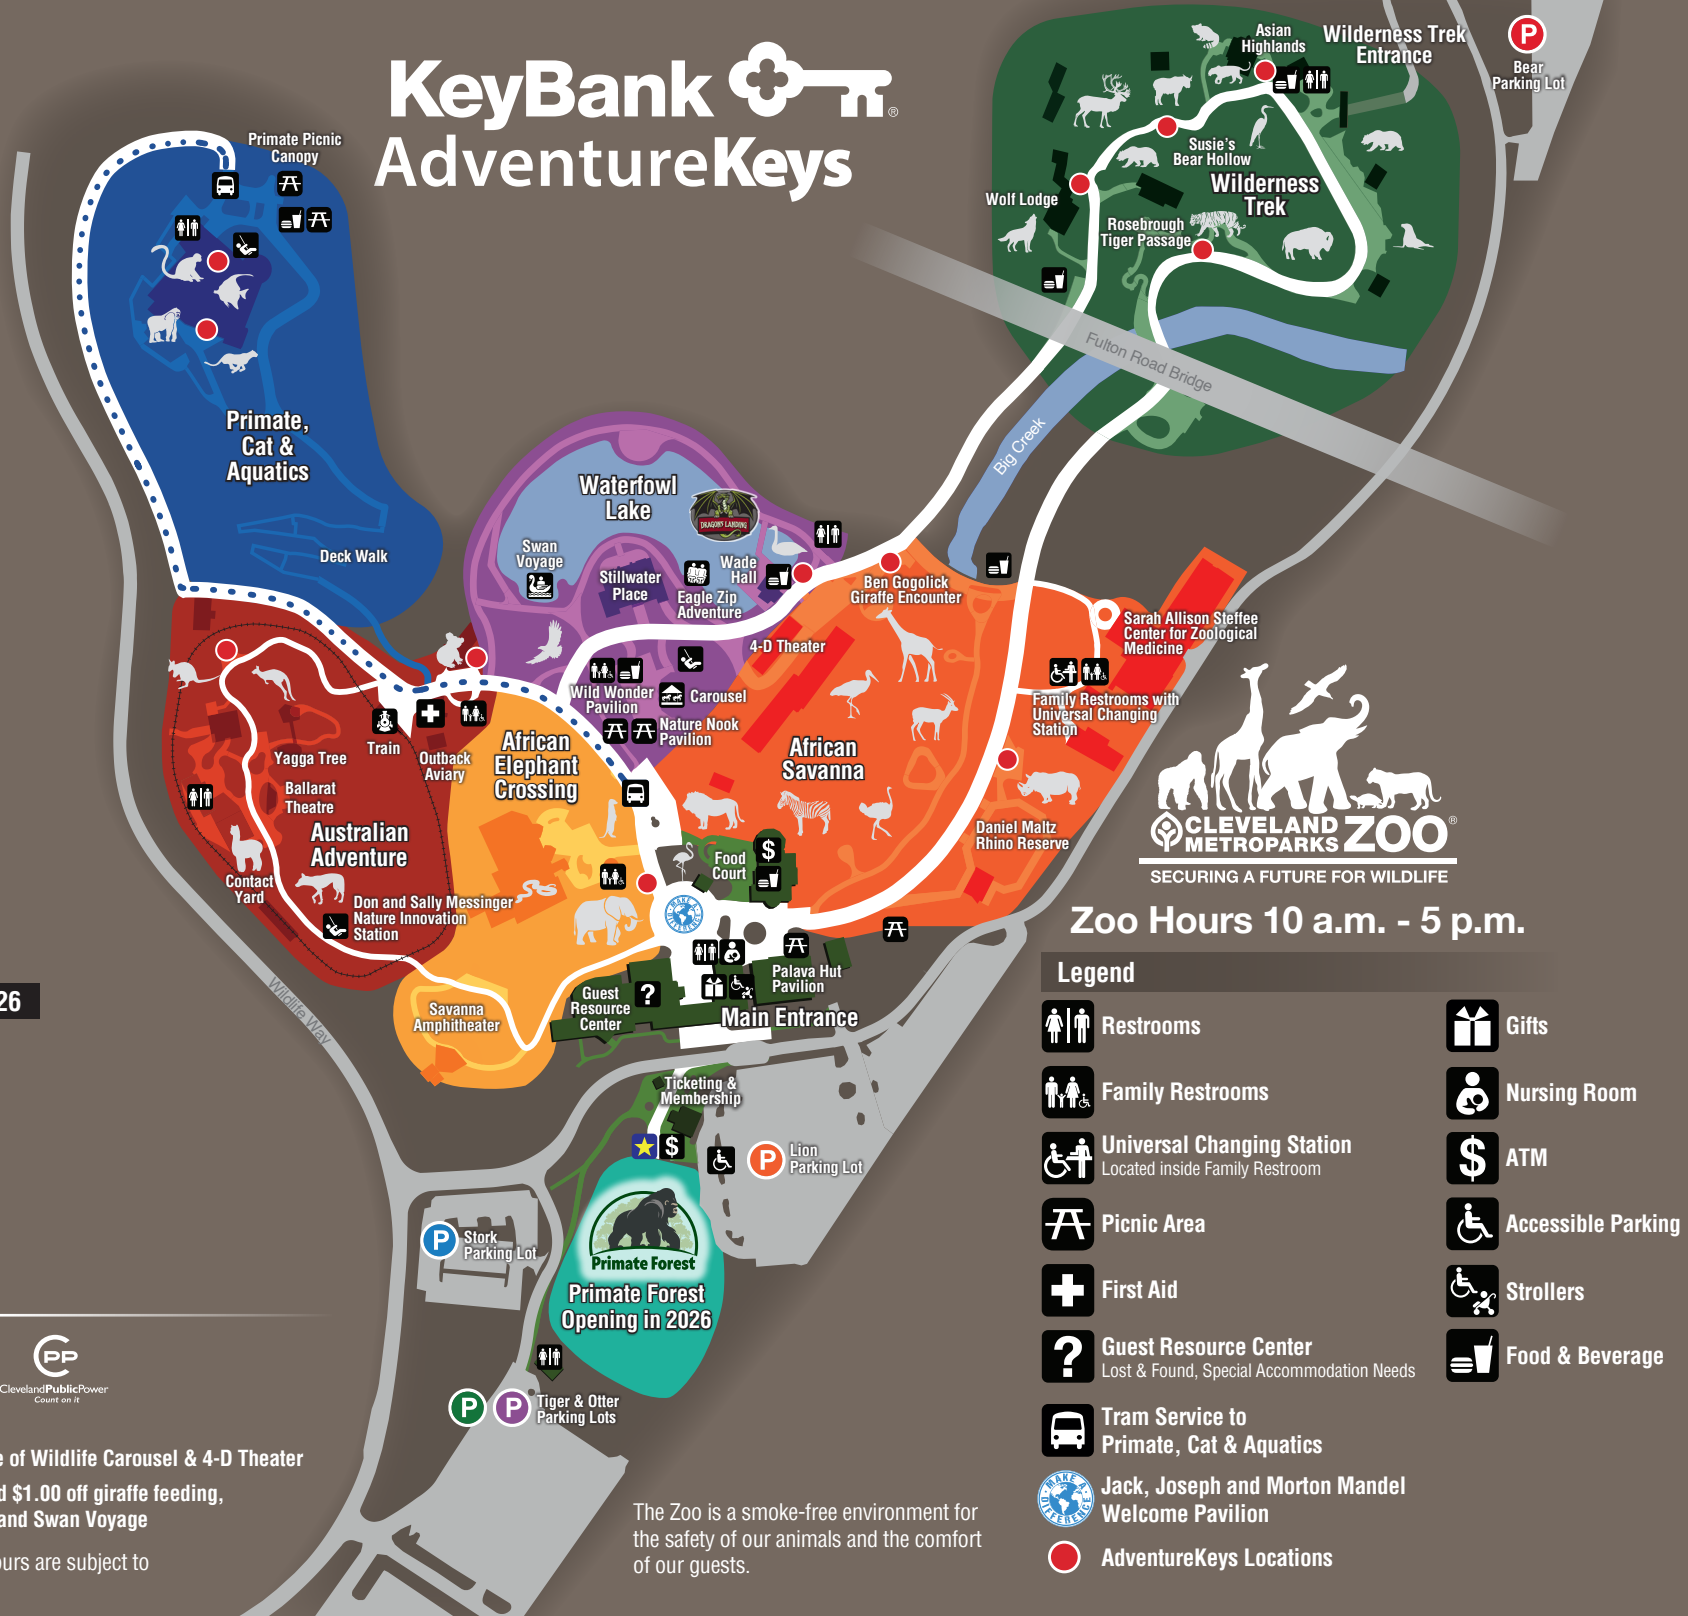 KeyBank ®
AdventureKeys
Primate Picnic
Canopy
Primate,
Cat &
Aquatics
Deck Walk
Asian
Highlands
Wilderness Trek
Entrance
P
Bear
Parking Lot
Susie's
Bear Hollow
Wilderness
Trek
Wolf Lodge
Rosebrough
Tiger Passage
Fulton Road Bridge
Big Creek
Waterfowl
Lake
DRAGONS LANDING
Swan
Voyage
Stillwater
Place
Wade
Hall
Eagle Zip
Adventure
4-D Theater
Wild Wonder
Pavilion
Carousel
Nature Nook
Pavilion
Ben Gogolick
Giraffe Encounter
Sarah Allison Steffee
Center for Zoological
Medicine
Family Restrooms with
Universal Changing
Station
African
Savanna
Daniel Maltz
Rhino Reserve
Yagga Tree
Train
Outback
Aviary
Ballarat
Theatre
Australian
Adventure
Contact
Yard
Don and Sally Messinger
Nature Innovation
Station
African
Elephant
Crossing
Food
Court
$
MAKE A
DIFFERENCE
Palava Hut
Pavilion
Guest
Resource
Center
?
Main Entrance
Savanna
Amphitheater
Wildlife Way
26
Ticketing &
Membership
$
P
Lion
Parking Lot
P
Stork
Parking Lot
Primate Forest
Primate Forest
Opening in 2026
P
P
Tiger & Otter
Parking Lots
CPP
ClevelandPublicPower
Count on it
e of Wildlife Carousel & 4-D Theater
d $1.00 off giraffe feeding,
and Swan Voyage
ours are subject to
The Zoo is a smoke-free environment for
the safety of our animals and the comfort
of our guests.
CLEVELAND
METROPARKS
ZOO ®
SECURING A FUTURE FOR WILDLIFE
Zoo Hours 10 a.m. - 5 p.m.
Legend
Restrooms
Family Restrooms
Universal Changing Station
Located inside Family Restroom
Picnic Area
First Aid
?
Guest Resource Center
Lost & Found, Special Accommodation Needs
Tram Service to
Primate, Cat & Aquatics
MAKE A
DIFFERENCE
Jack, Joseph and Morton Mandel
Welcome Pavilion
AdventureKeys Locations
Gifts
Nursing Room
$
ATM
Accessible Parking
Strollers
Food & Beverage